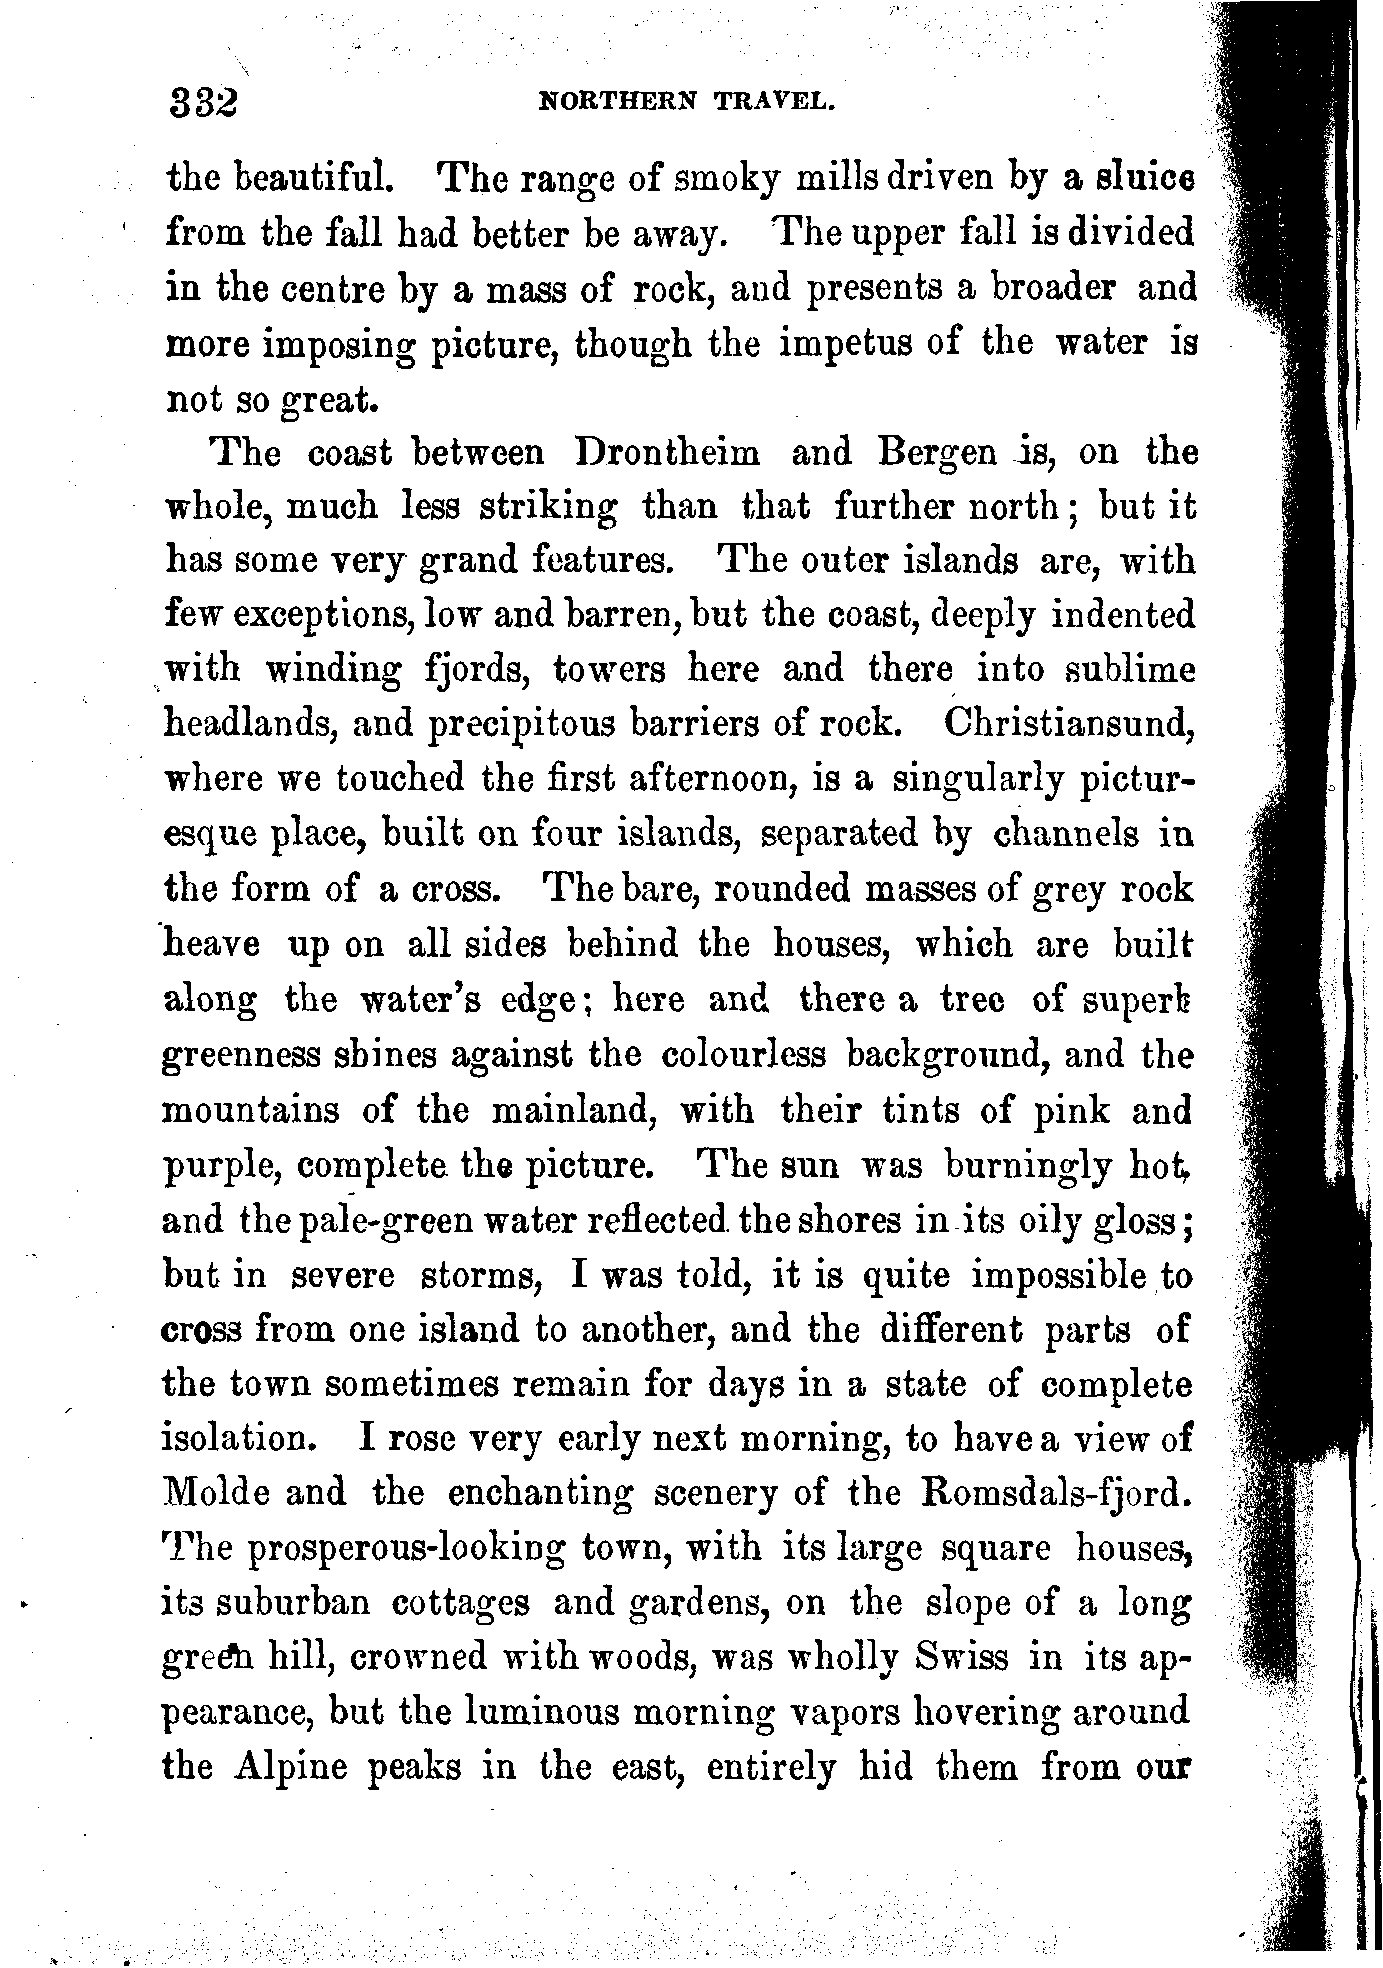 332 NORTHERN TRAVEL.
the beautiful. The range of smoky mills driven by a sluice
from the fall had better be away. The upper fall is divided
in the centre by a mass of rock, and presents a broader and
more imposing picture, though the impetus of the water is
not so great.
The coast between Drontheim and Bergen is, on the
whole, much less striking than that further north; but it
has some very grand features. The outer islands are, with
few exceptions, low and barren, but the coast, deeply indented
with winding fjords, towers here and there into sublime
headlands, and precipitous barriers of rock. Christiansund,
where we touched the first afternoon, is a singularly pictur-
esque place, built on four islands, separated by channels in
the form of a cross. The bare, rounded masses of grey rock
heave up on all sides behind the houses, which are built
along the water's edge; here and there a tree of superb
greenness shines against the colourless background, and the
mountains of the mainland, with their tints of pink and
purple, complete the picture. The sun was burningly hot,
and the pale-green water reflected the shores in its oily gloss;
but in severe storms, I was told, it is quite impossible to
cross from one island to another, and the different parts of
the town sometimes remain for days in a state of complete
isolation. I rose very early next morning, to have a view of
Molde and the enchanting scenery of the Romsdals-fjord.
The prosperous-looking town, with its large square houses,
its suburban cottages and gardens, on the slope of a long
green hill, crowned with woods, was wholly Swiss in its ap-
pearance, but the luminous morning vapors hovering around
the Alpine peaks in the east, entirely hid them from our